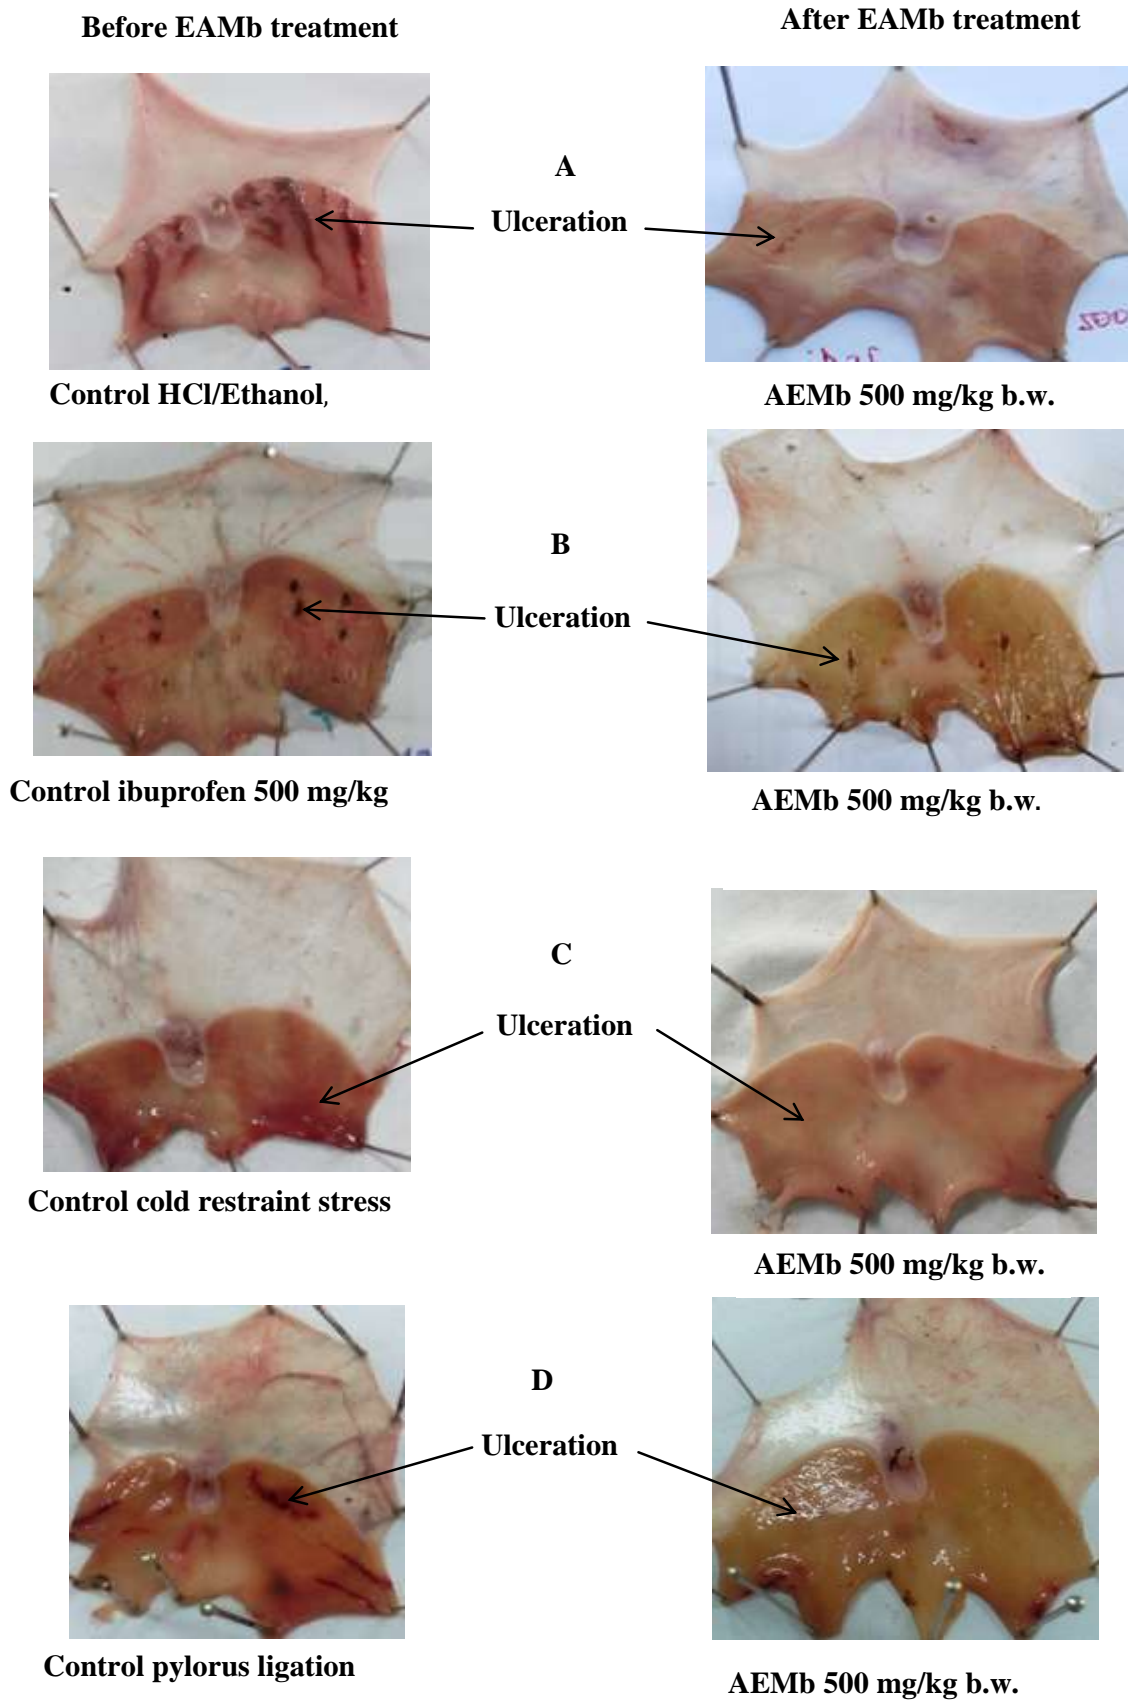 Before EAMb treatment
After EAMb treatment
A
Ulceration
Control HCl/Ethanol,
AEMb 500 mg/kg b.w.
B
Ulceration
Control ibuprofen 500 mg/kg
AEMb 500 mg/kg b.w.
C
Ulceration
Control cold restraint stress
AEMb 500 mg/kg b.w.
D
Ulceration
Control pylorus ligation
AEMb 500 mg/kg b.w.